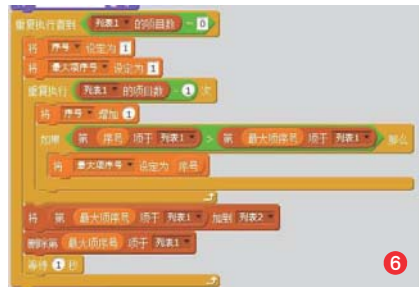 重复执行直到 列表1 的项目数 = 0
将 序号 设定为 1
将 最大项序号 设定为 1
重复执行 列表1 的项目数 - 1 次
将 序号 增加 1
如果 第 序号 项于 列表1 > 第 最大项序号 项于 列表1 那么
将 最大项序号 设定为 序号
将 第 最大项序号 项于 列表1 加到 列表2
删除第 最大项序号 项于 列表1
等待 1 秒
6